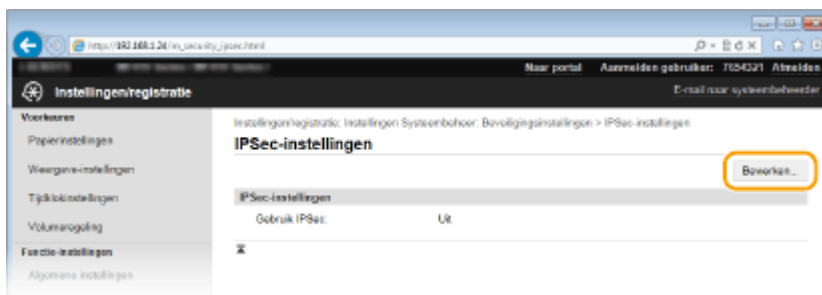 http://192.168.1.24/m_security_ipsec.html
Naar portal Aanmelden gebruiker: 7654321 Afmelden
Instellingen/registratie
E-mail naar systeembeheerder
Voorkeuren
Papierinstellingen
Weergave-instellingen
Tijdklokinstellingen
Volumeregeling
Functie-instellingen
Algemene instellingen
Instellingen/registratie: Instellingen Systeembeheer: Beveiligingsinstellingen > IPSec-instellingen
IPSec-instellingen
Bewerken...
IPSec-instellingen
Gebruik IPSec: Uit